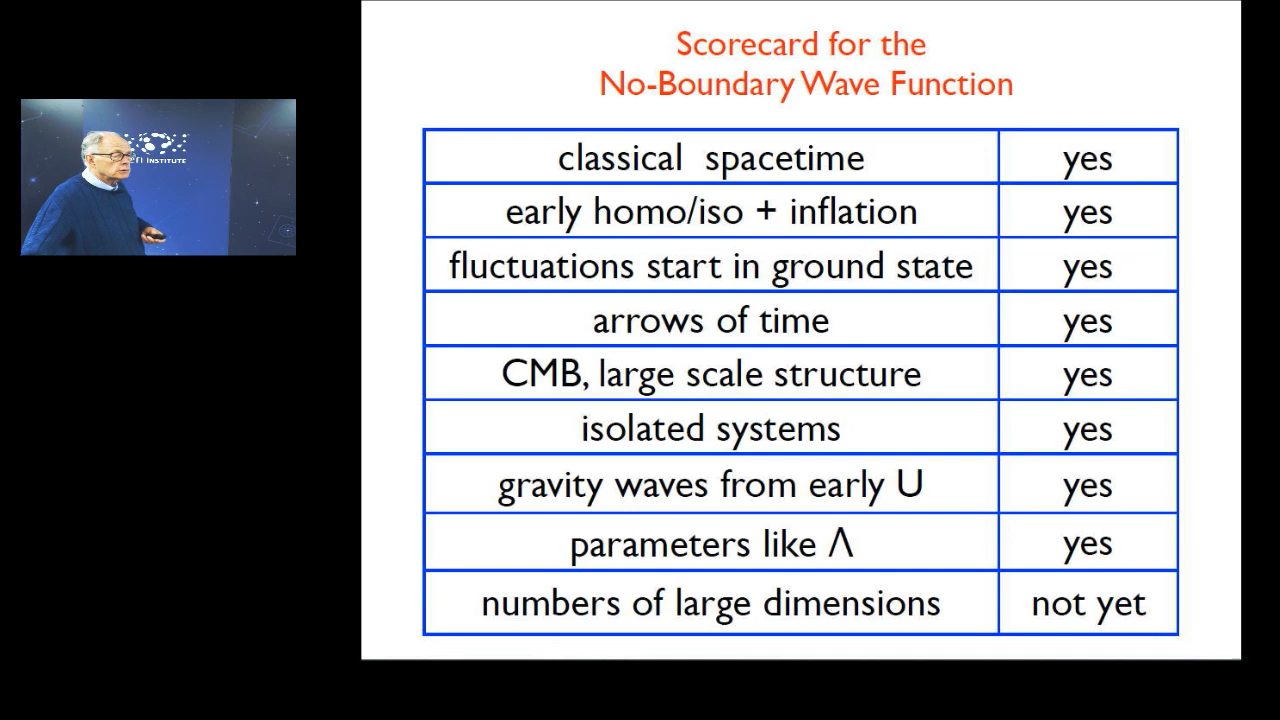 Scorecard for the
No-Boundary Wave Function
classical spacetime yes
early homo/iso + inflation yes
fluctuations start in ground state yes
arrows of time yes
CMB, large scale structure yes
isolated systems yes
gravity waves from early U yes
parameters like Λ yes
numbers of large dimensions not yet
INSTITUTE